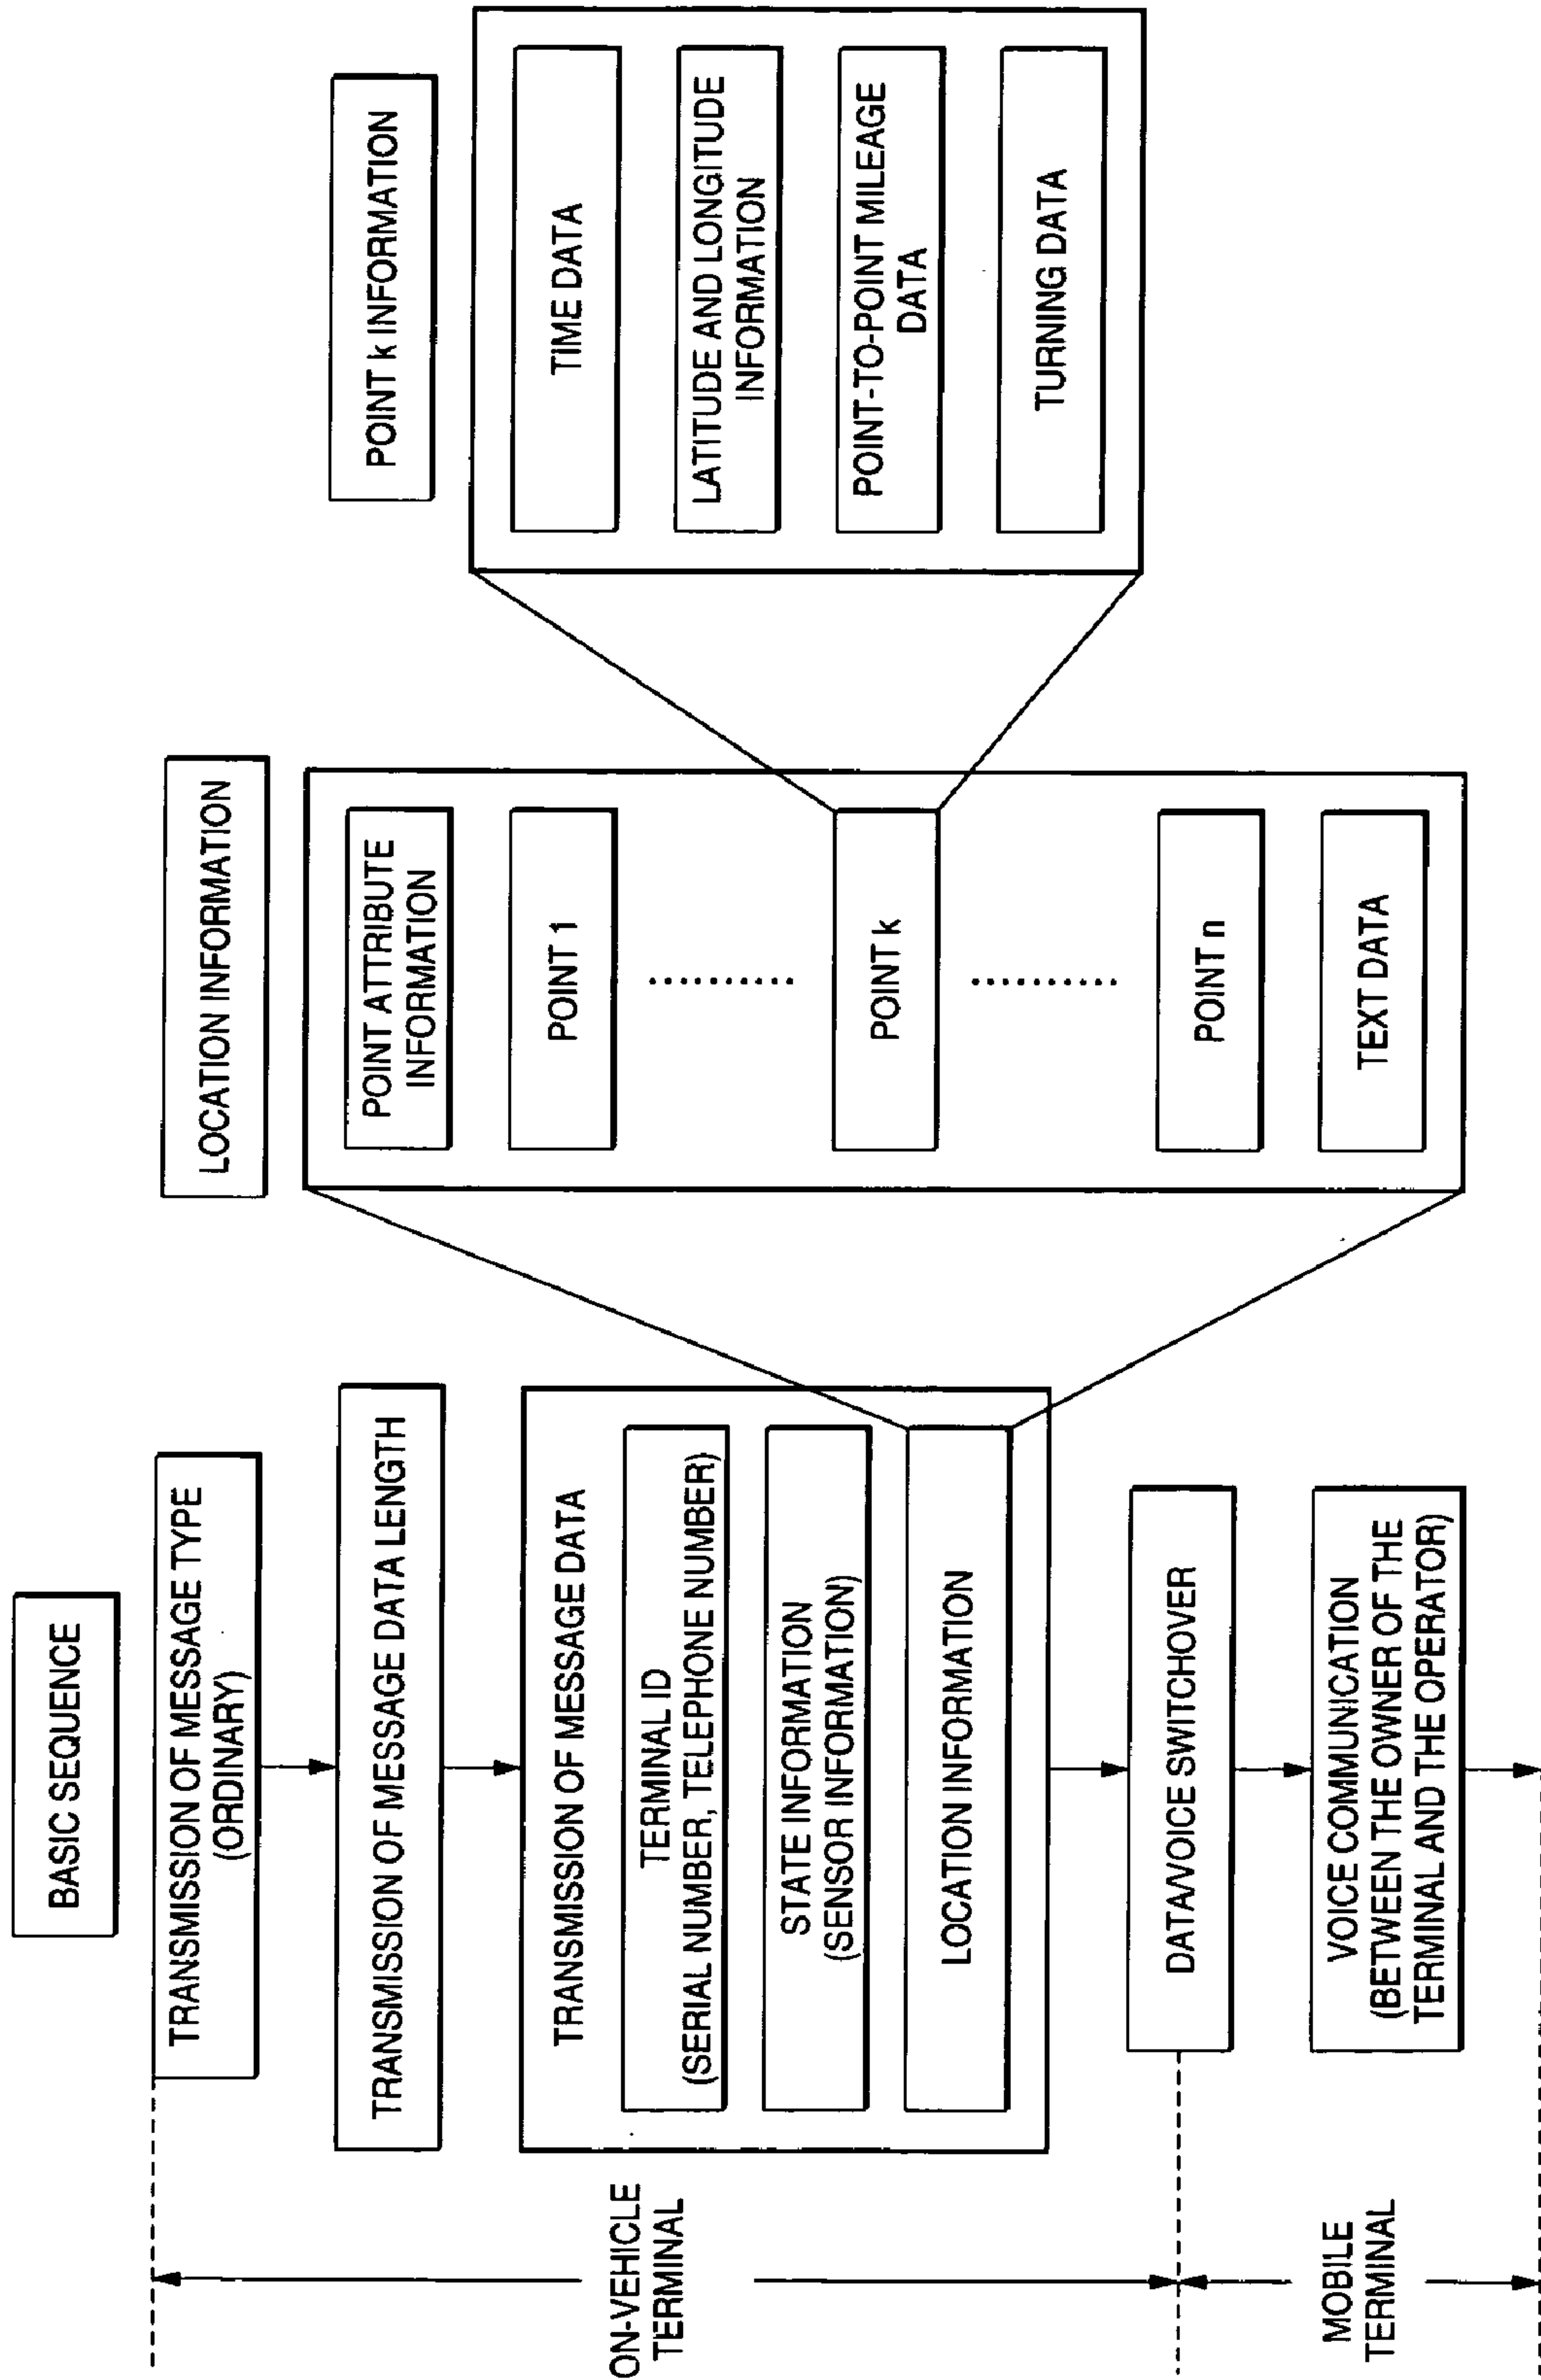 BASIC SEQUENCE
TRANSMISSION OF MESSAGE TYPE
(ORDINARY)
TRANSMISSION OF MESSAGE DATA LENGTH
TRANSMISSION OF MESSAGE DATA
TERMINAL ID
(SERIAL NUMBER, TELEPHONE NUMBER)
STATE INFORMATION
(SENSOR INFORMATION)
LOCATION INFORMATION
DATA/VOICE SWITCHOVER
VOICE COMMUNICATION
(BETWEEN THE OWNER OF THE
TERMINAL AND THE OPERATOR)
ON-VEHICLE
TERMINAL
MOBILE
TERMINAL
LOCATION INFORMATION
POINT ATTRIBUTE
INFORMATION
POINT 1
POINT k
POINT n
TEXT DATA
POINT k INFORMATION
TIME DATA
LATITUDE AND LONGITUDE
INFORMATION
POINT-TO-POINT MILEAGE
DATA
TURNING DATA